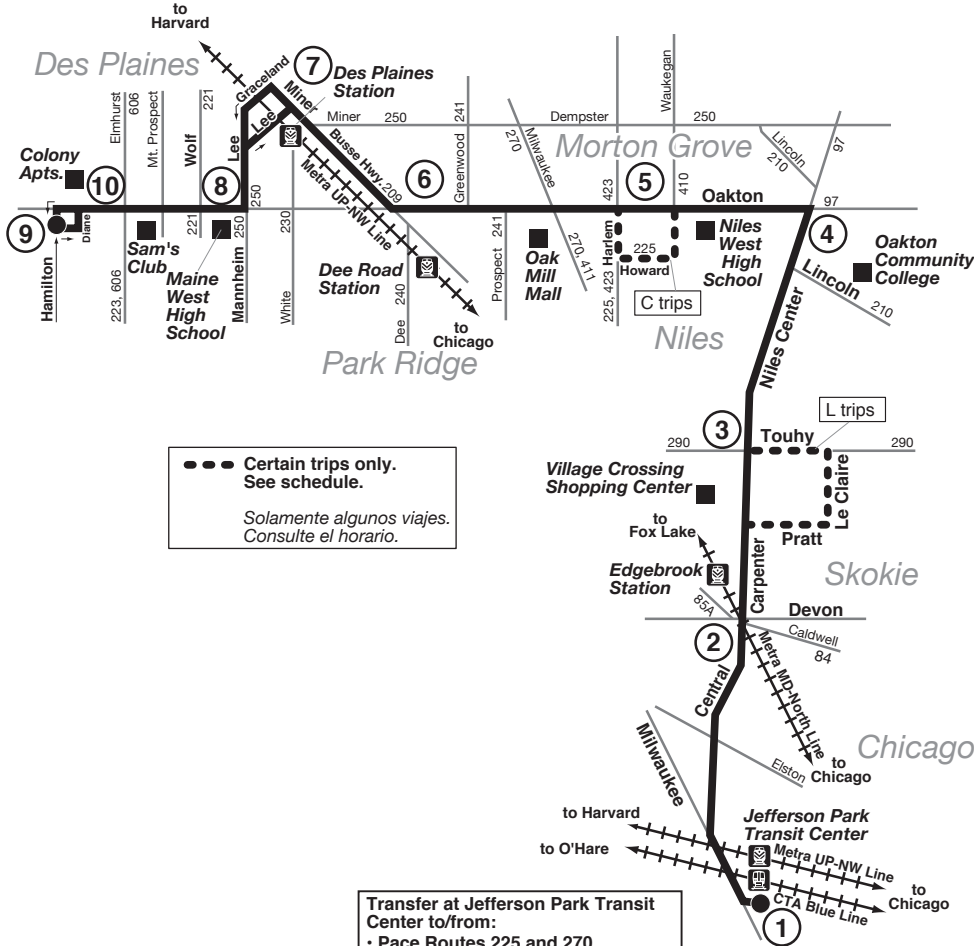 to
Harvard
Des Plaines
7
Graceland
Miner
Des Plaines
Station
Lee
Lee
Elmhurst
606
Mt. Prospect
221
Wolf
Miner
250
Busse Hwy.
209
Metra UP-NW Line
Greenwood
241
270
Milwaukee
Dempster
Waukegan
250
Lincoln
210
97
Morton Grove
Colony
Apts.
10
8
250
6
423
5
410
Oakton
97
9
Diane
Hamilton
Sam's
Club
223, 606
221
Maine
West
High
School
250
Mannheim
230
White
Dee Road
Station
240
Dee
to
Chicago
Park Ridge
241
Prospect
Oak
Mill
Mall
270, 411
Harlem
225, 423
225
Howard
C trips
Niles
West
High
School
Niles
4
Oakton
Community
College
Lincoln
210
Niles Center
L trips
3
290
Touhy
290
Village Crossing
Shopping Center
Le Claire
Pratt
Certain trips only.
See schedule.
Solamente algunos viajes.
Consulte el horario.
to
Fox Lake
Edgebrook
Station
Carpenter
Skokie
85A
Devon
Caldwell
84
2
Central
Metra MD-North Line
Milwaukee
Elston
to
Chicago
Chicago
to Harvard
to O'Hare
Jefferson Park
Transit Center
Metra UP-NW Line
CTA Blue Line
to
Chicago
1
Transfer at Jefferson Park Transit
Center to/from:
• Pace Routes 225 and 270